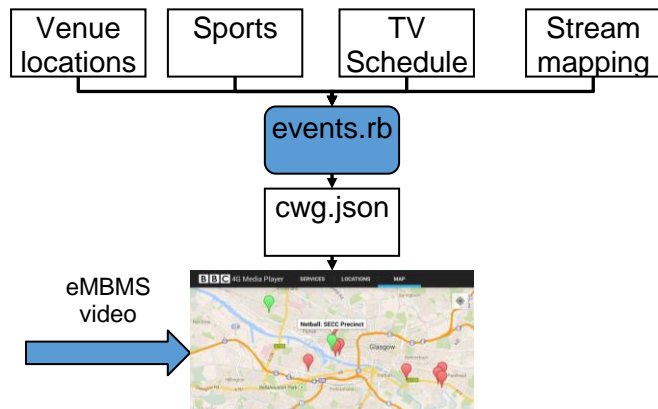 Venue
locations
Sports
TV
Schedule
Stream
mapping
events.rb
cwg.json
eMBMS
video
BBC 4G Media Player SERVICES LOCATIONS MAP
Netball: SECC Precinct
Glasgow